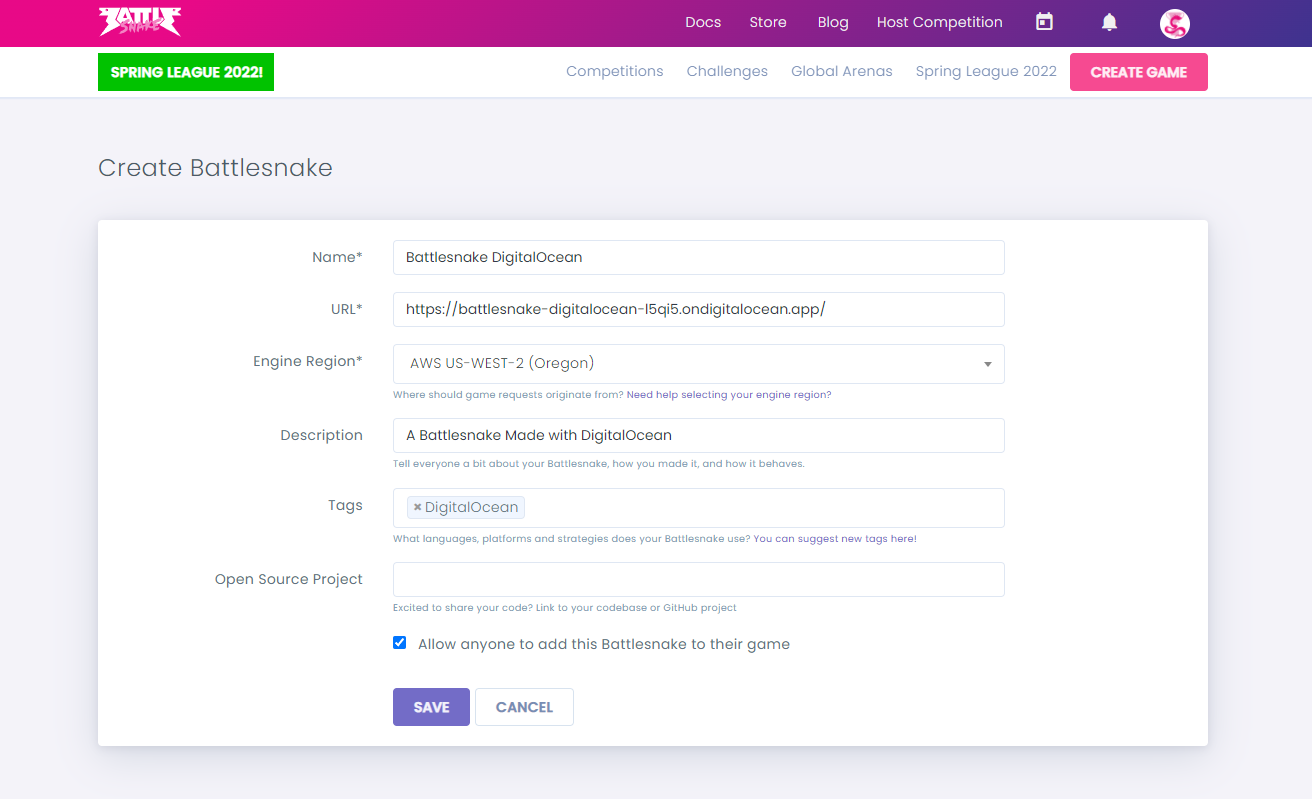 BATTLE
SNAKE
Docs Store Blog Host Competition
SPRING LEAGUE 2022!
Competitions Challenges Global Arenas Spring League 2022 CREATE GAME
Create Battlesnake
Name* Battlesnake DigitalOcean
URL* https://battlesnake-digitalocean-l5qi5.ondigitalocean.app/
Engine Region* AWS US-WEST-2 (Oregon)
Where should game requests originate from? Need help selecting your engine region?
Description A Battlesnake Made with DigitalOcean
Tell everyone a bit about your Battlesnake, how you made it, and how it behaves.
Tags × DigitalOcean
What languages, platforms and strategies does your Battlesnake use? You can suggest new tags here!
Open Source Project
Excited to share your code? Link to your codebase or GitHub project
Allow anyone to add this Battlesnake to their game
SAVE CANCEL